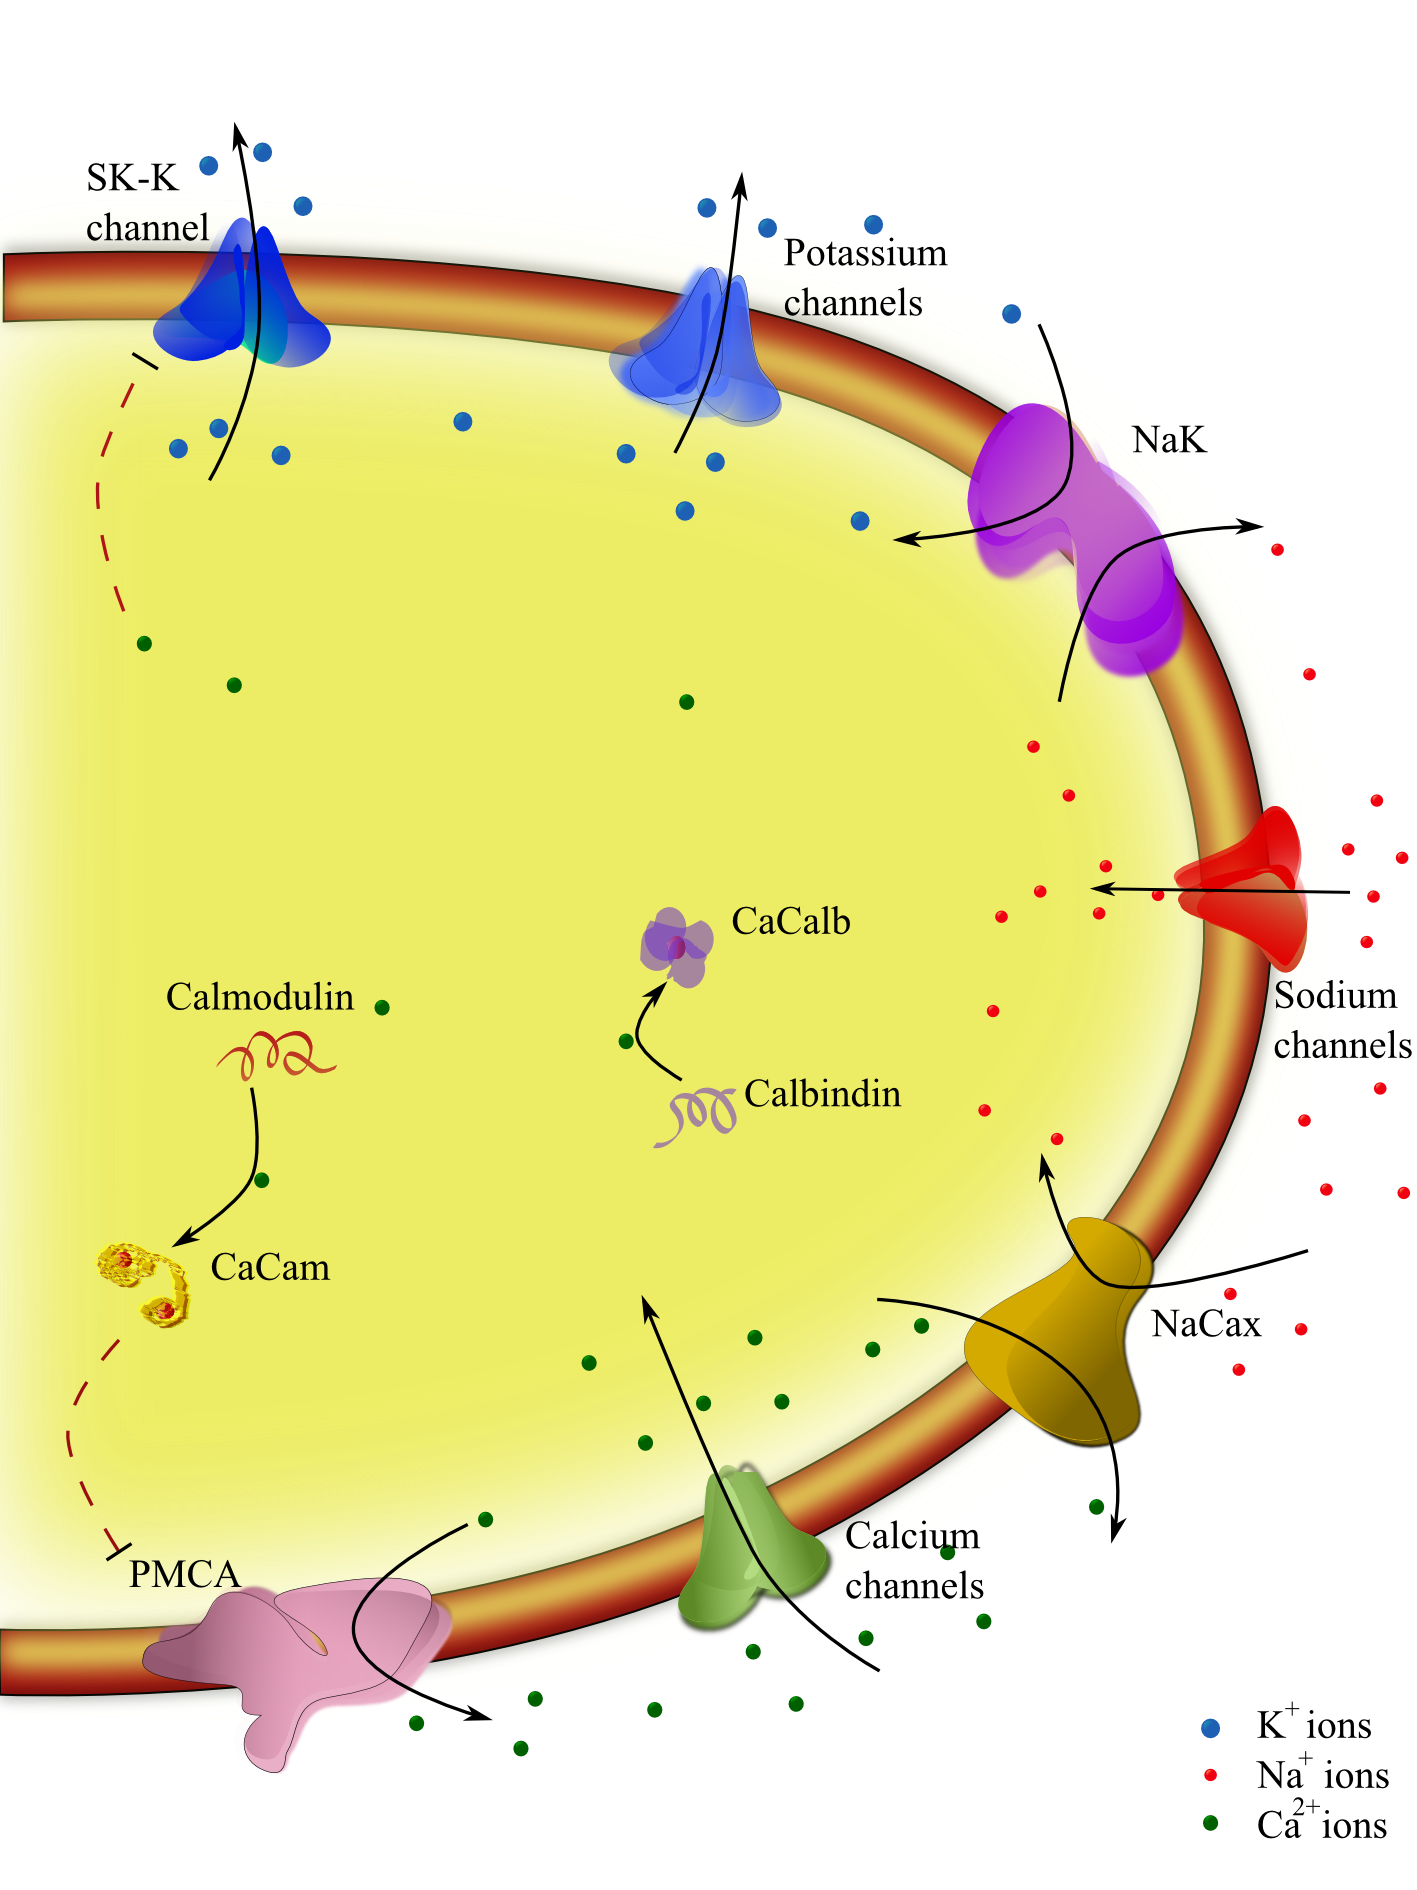 SK-K
channel
Potassium
channels
NaK
CaCalb
Calmodulin
Sodium
channels
Calbindin
CaCam
NaCax
Calcium
channels
PMCA
K+ ions
Na+ ions
Ca2+ ions